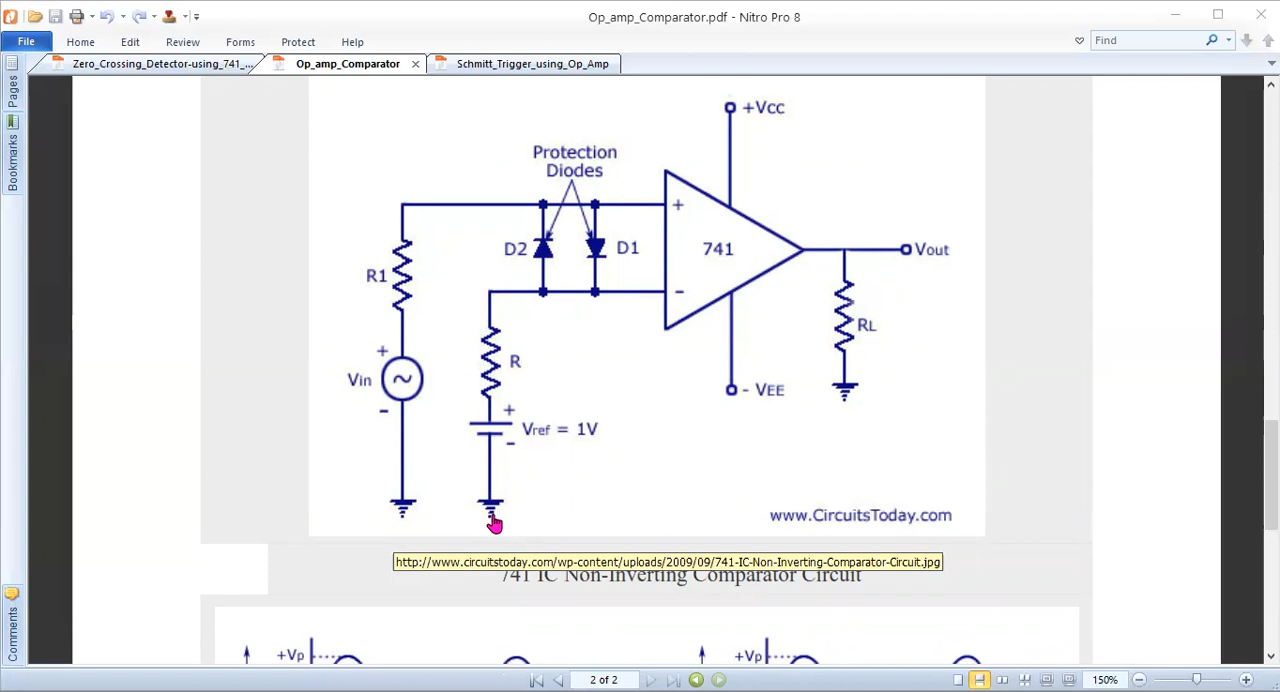 Op_amp_Comparator.pdf - Nitro Pro 8
File Home Edit Review Forms Protect Help
Find
Zero_Crossing_Detector-using_741_... Op_amp_Comparator Schmitt_Trigger_using_Op_Amp
Pages
Bookmarks
Comments
+Vcc
Protection
Diodes
+
D2
D1
741
Vout
R1
-
RL
+
R
Vin
- VEE
-
+
Vref = 1V
-
www.CircuitsToday.com
http://www.circuitstoday.com/wp-content/uploads/2009/09/741-IC-Non-Inverting-Comparator-Circuit.jpg
741 IC Non-Inverting Comparator Circuit
+Vp
+Vp
2 of 2
150%